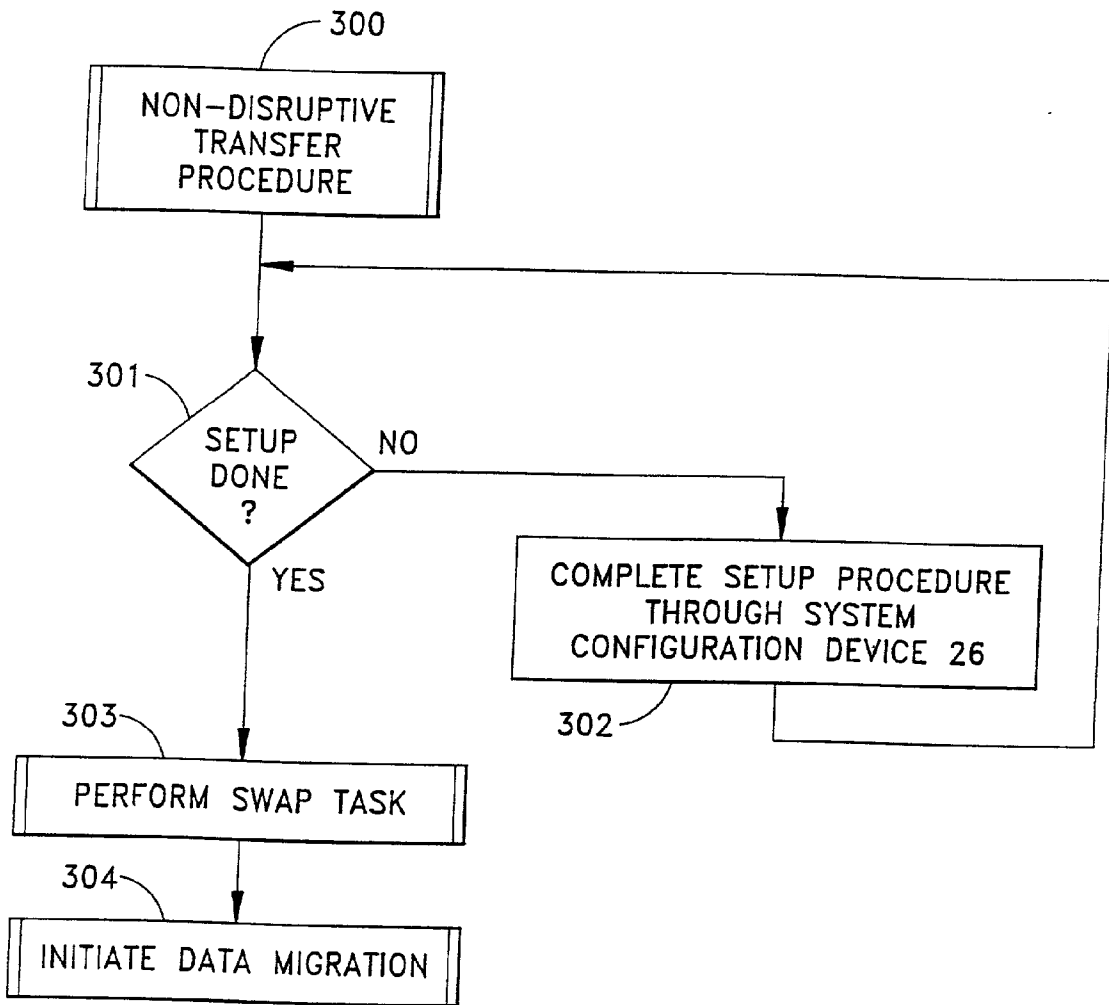 300
NON-DISRUPTIVE
TRANSFER
PROCEDURE
301
SETUP
DONE
?
NO
YES
COMPLETE SETUP PROCEDURE
THROUGH SYSTEM
CONFIGURATION DEVICE 26
302
303
PERFORM SWAP TASK
304
INITIATE DATA MIGRATION